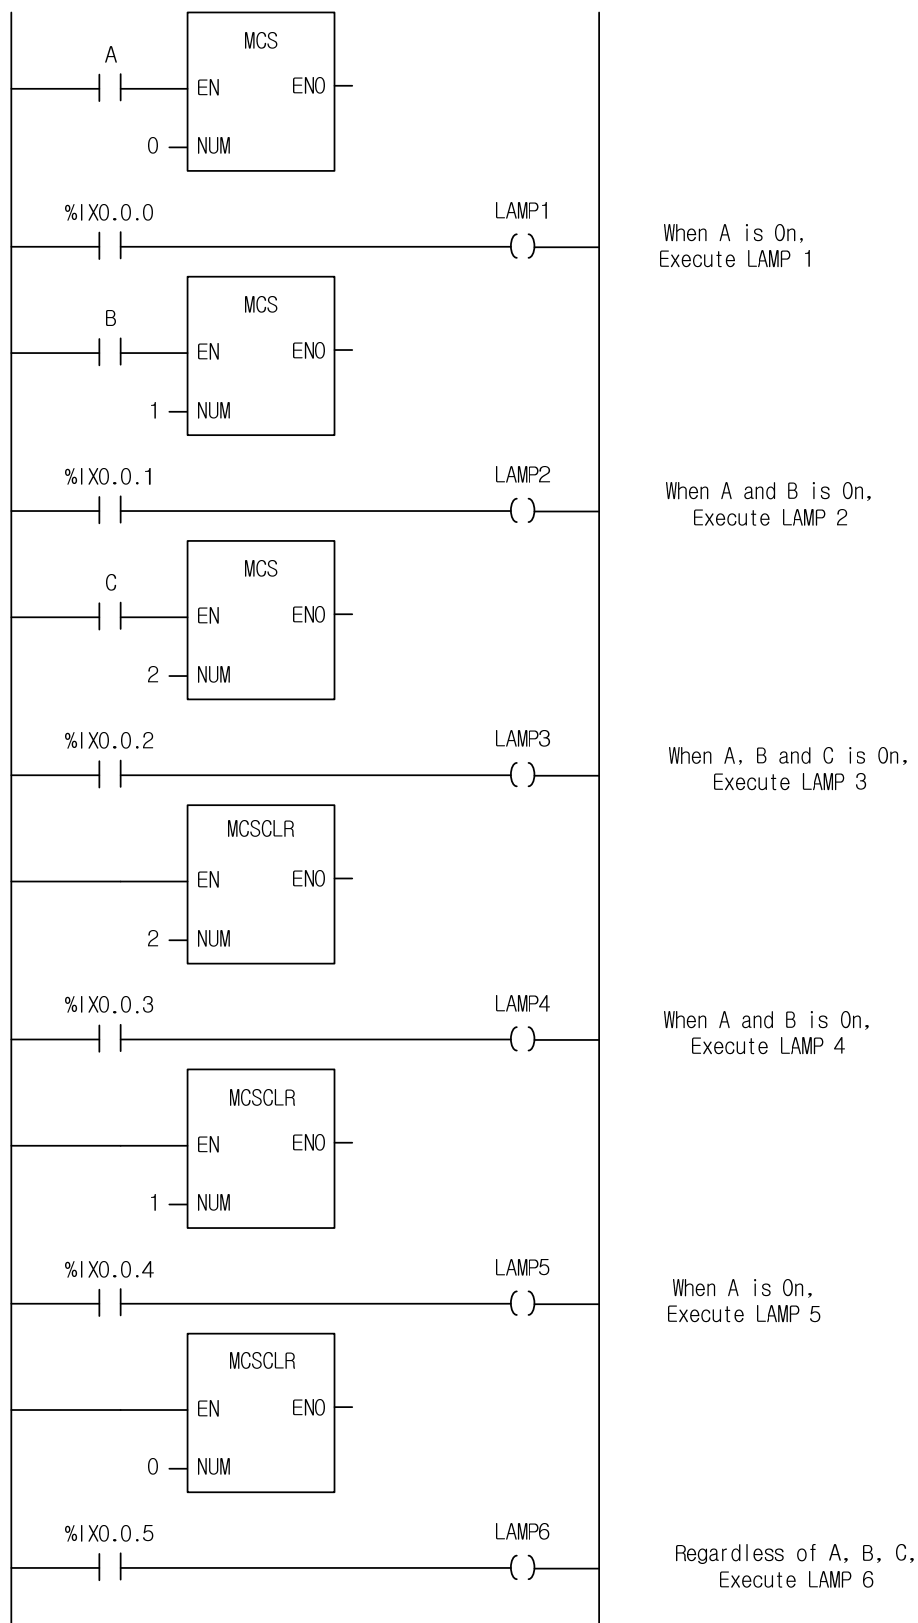 A
MCS
EN ENO
0 NUM
%IX0.0.0 LAMP1
When A is On,
Execute LAMP 1
B
MCS
EN ENO
1 NUM
%IX0.0.1 LAMP2
When A and B is On,
Execute LAMP 2
C
MCS
EN ENO
2 NUM
%IX0.0.2 LAMP3
When A, B and C is On,
Execute LAMP 3
MCSCLR
EN ENO
2 NUM
%IX0.0.3 LAMP4
When A and B is On,
Execute LAMP 4
MCSCLR
EN ENO
1 NUM
%IX0.0.4 LAMP5
When A is On,
Execute LAMP 5
MCSCLR
EN ENO
0 NUM
%IX0.0.5 LAMP6
Regardless of A, B, C,
Execute LAMP 6